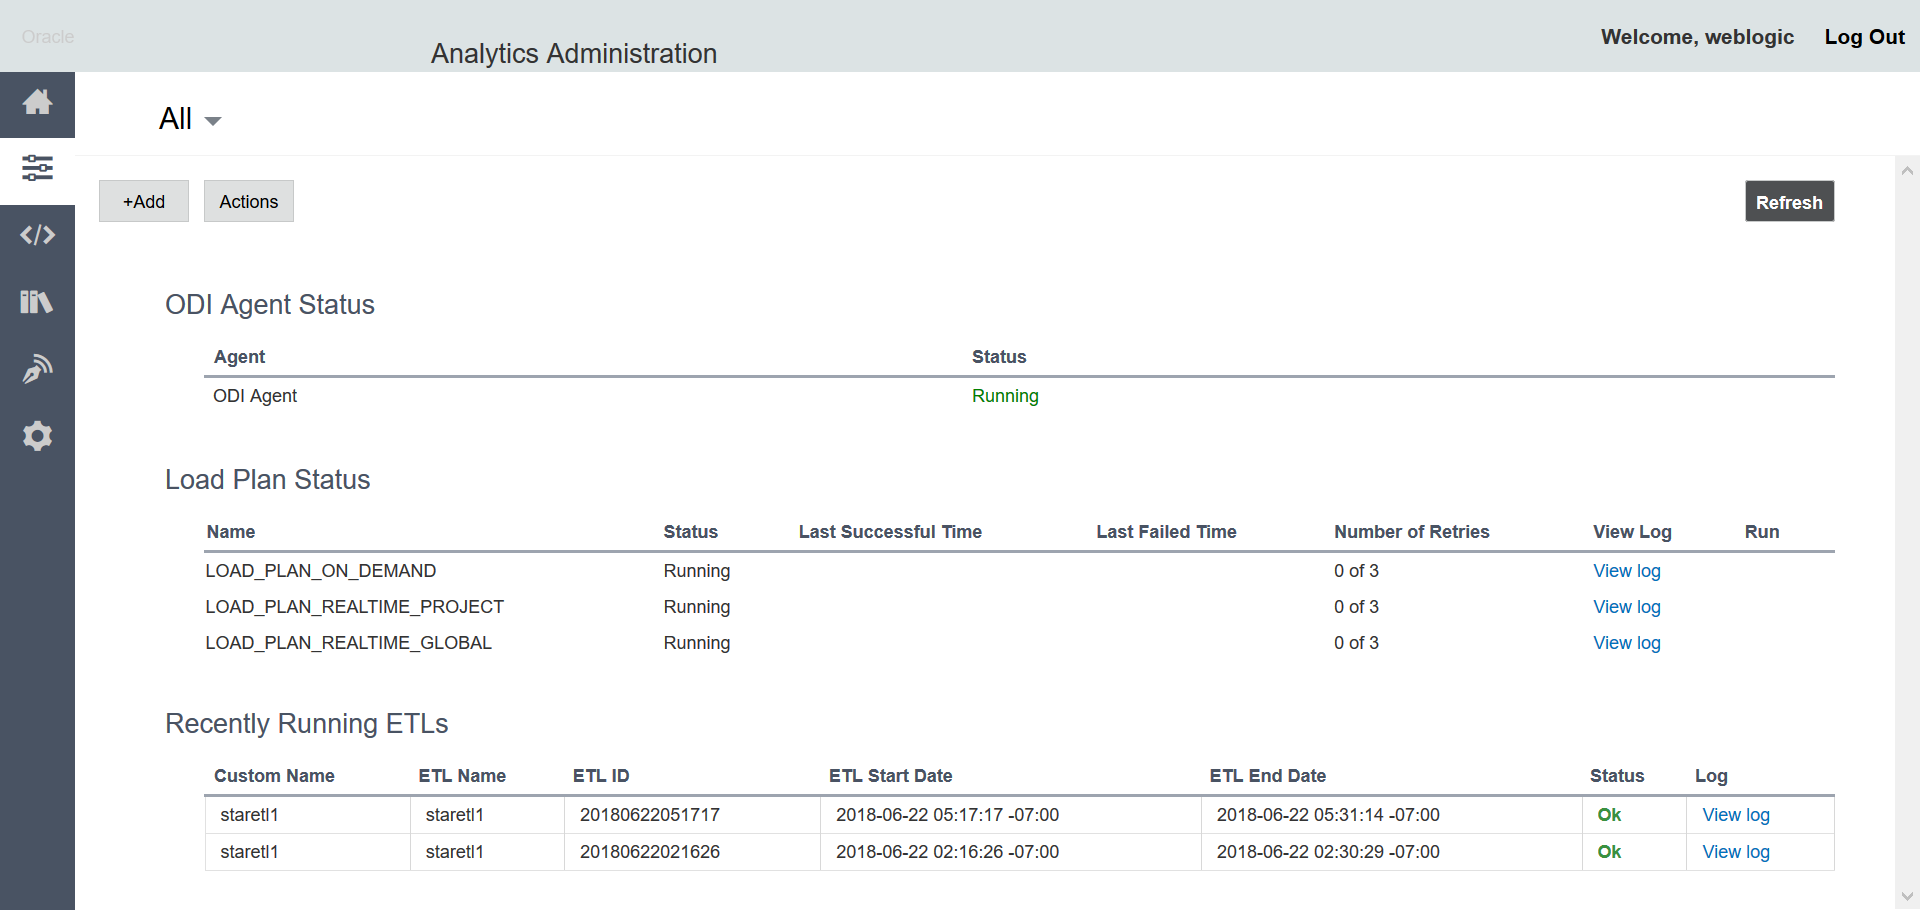 Oracle
Analytics Administration
Welcome, weblogic Log Out
All
+Add Actions Refresh
ODI Agent Status
Agent Status
ODI Agent Running
Load Plan Status
Name Status Last Successful Time Last Failed Time Number of Retries View Log Run
LOAD_PLAN_ON_DEMAND Running 0 of 3 View log
LOAD_PLAN_REALTIME_PROJECT Running 0 of 3 View log
LOAD_PLAN_REALTIME_GLOBAL Running 0 of 3 View log
Recently Running ETLs
Custom Name ETL Name ETL ID ETL Start Date ETL End Date Status Log
staretl1 staretl1 20180622051717 2018-06-22 05:17:17 -07:00 2018-06-22 05:31:14 -07:00 Ok View log
staretl1 staretl1 20180622021626 2018-06-22 02:16:26 -07:00 2018-06-22 02:30:29 -07:00 Ok View log